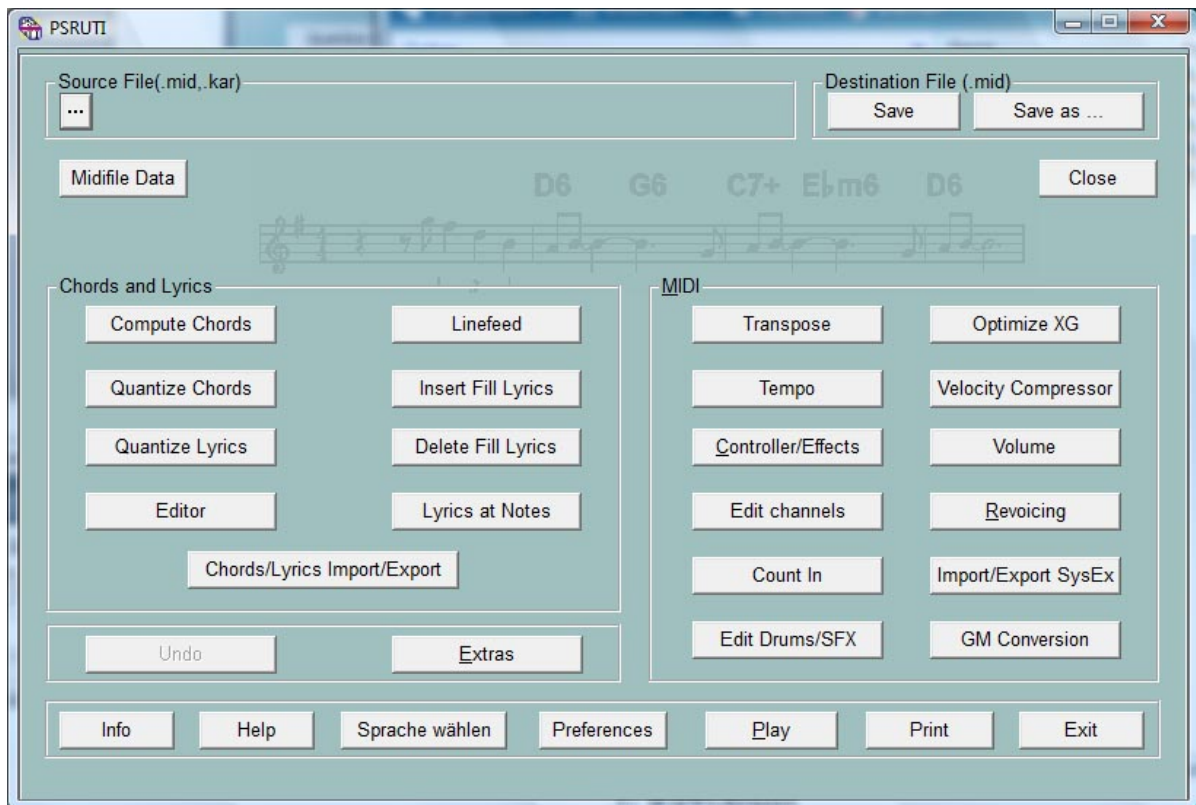 PSRUTI
Source File(.mid,.kar)
Destination File (.mid)
...
Save
Save as ...
Midifile Data
Close
D6 G6 C7+ E♭m6 D6
Chords and Lyrics
MIDI
Compute Chords
Linefeed
Transpose
Optimize XG
Quantize Chords
Insert Fill Lyrics
Tempo
Velocity Compressor
Quantize Lyrics
Delete Fill Lyrics
Controller/Effects
Volume
Editor
Lyrics at Notes
Edit channels
Revoicing
Chords/Lyrics Import/Export
Count In
Import/Export SysEx
Undo
Extras
Edit Drums/SFX
GM Conversion
Info
Help
Sprache wählen
Preferences
Play
Print
Exit